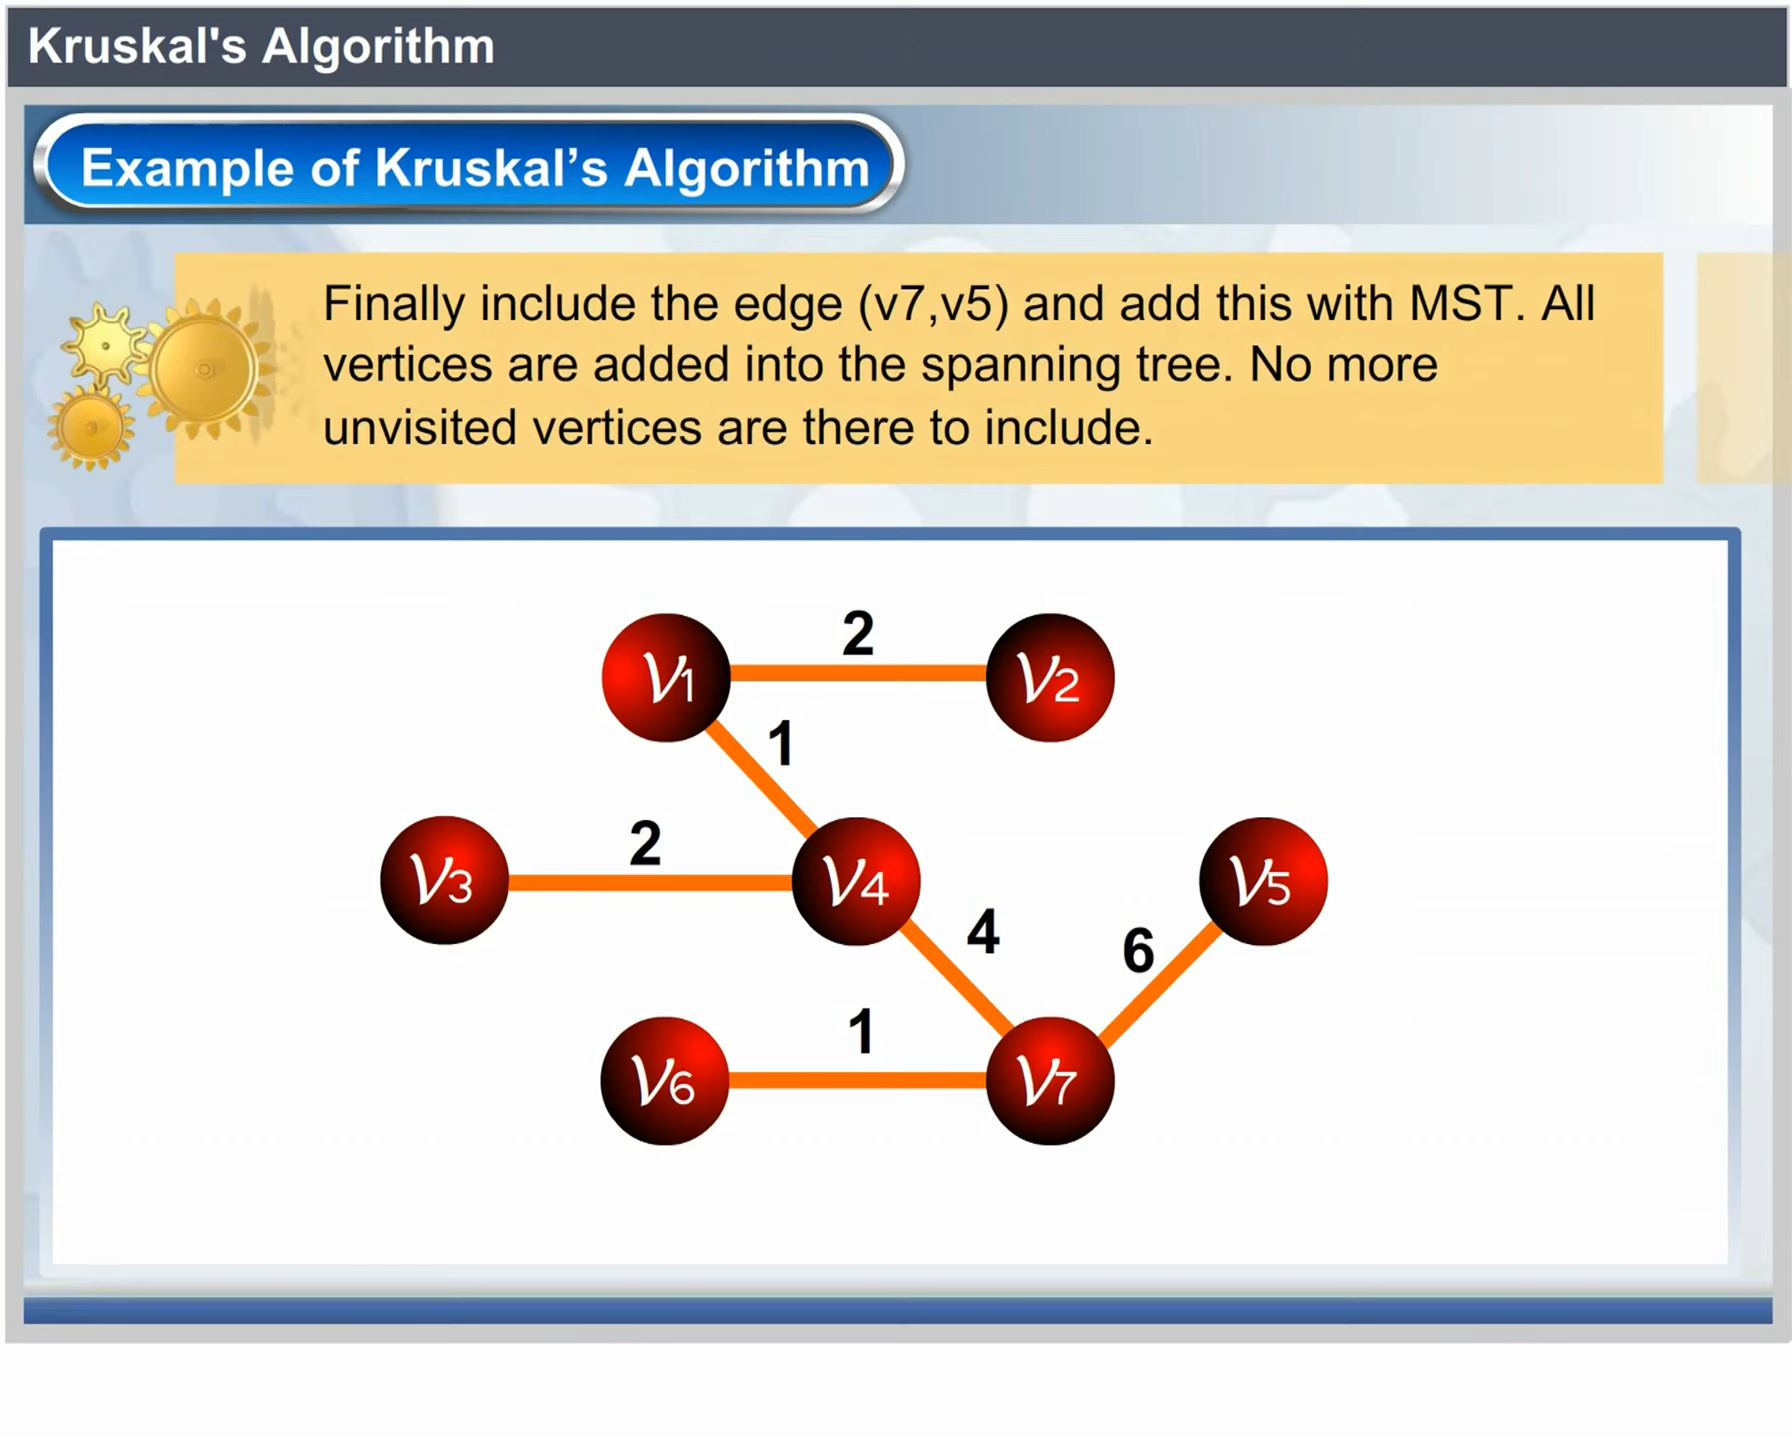 Kruskal's Algorithm
Example of Kruskal’s Algorithm
Finally include the edge (v7,v5) and add this with MST. All
vertices are added into the spanning tree. No more
unvisited vertices are there to include.
V1
2
V2
1
V3
2
V4
V5
4
6
V6
1
V7